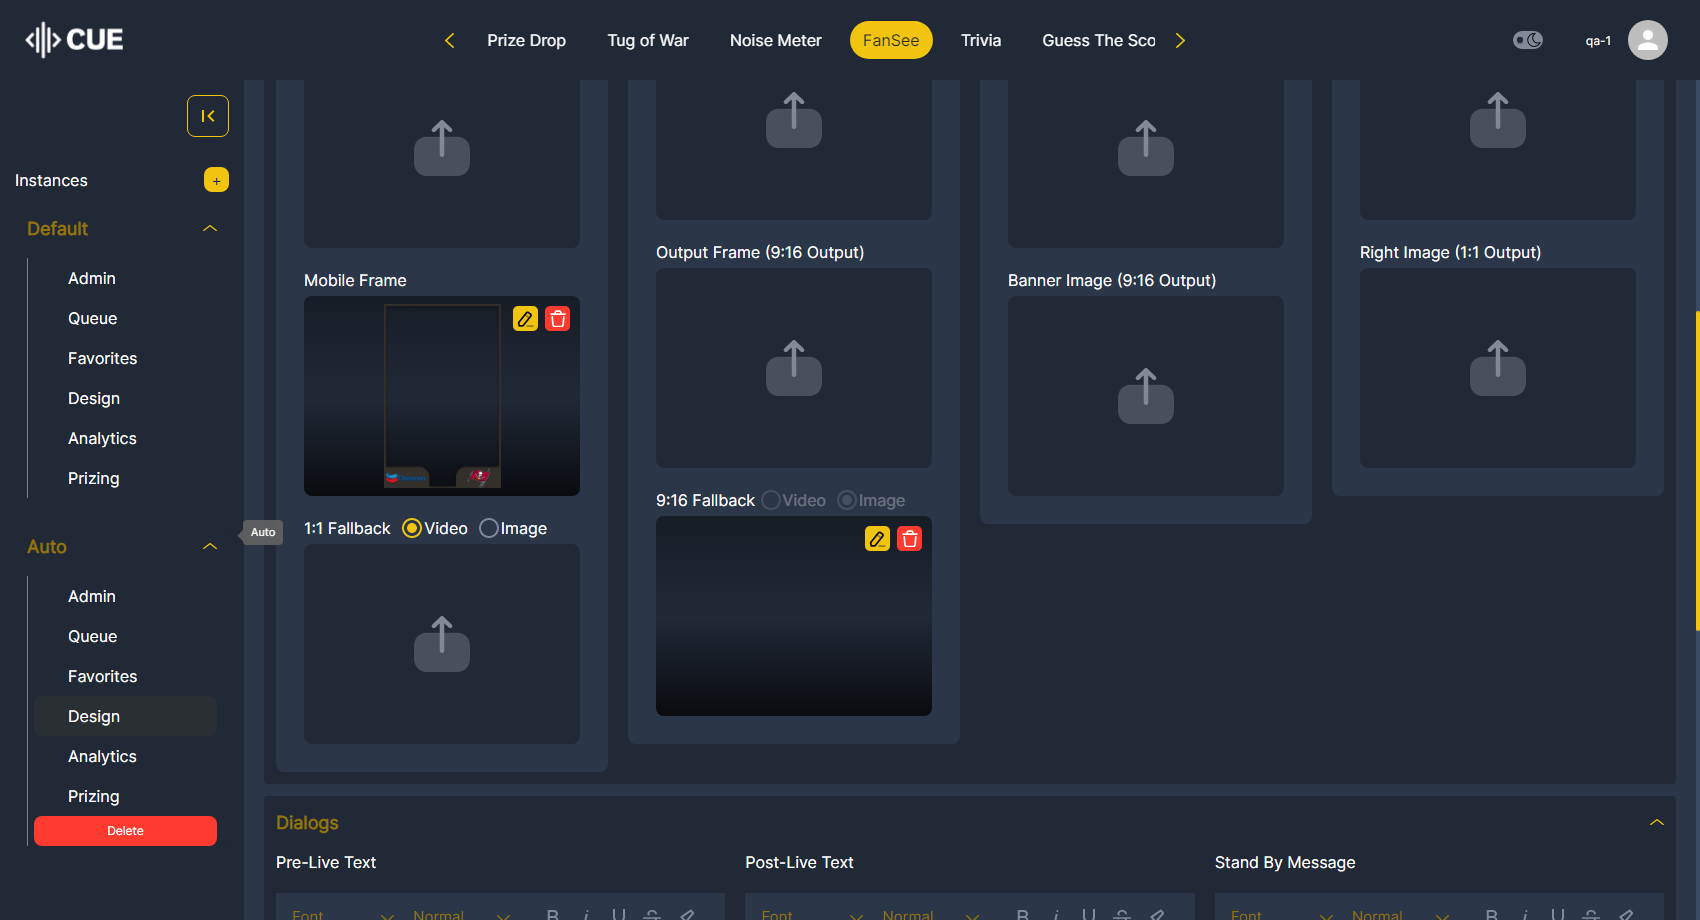 CUE
Prize Drop
Tug of War
Noise Meter
FanSee
Trivia
Guess The Sco
qa-1
Instances
+
Default
Admin
Queue
Favorites
Design
Analytics
Prizing
Auto
Admin
Queue
Favorites
Design
Analytics
Prizing
Delete
Auto
Mobile Frame
1:1 Fallback Video Image
Output Frame (9:16 Output)
9:16 Fallback Video Image
Banner Image (9:16 Output)
Right Image (1:1 Output)
Dialogs
Pre-Live Text
Font Normal B i U S
Post-Live Text
Font Normal B i U S
Stand By Message
Font Normal B i U S